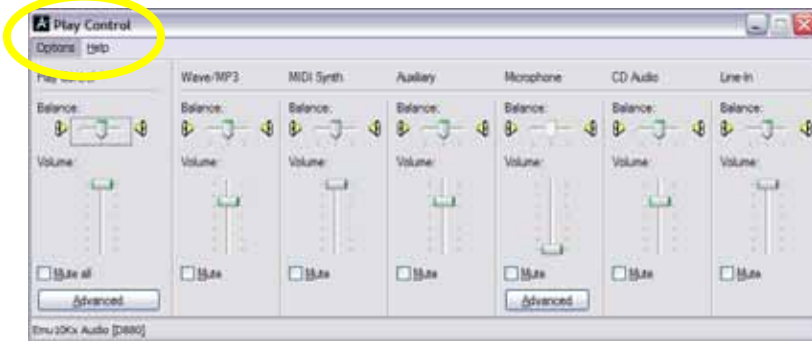 Play Control
Options Help
Wave/MP3 MIDI Synth Auxiliary Microphone CD Audio Line-In
Balance: Balance: Balance: Balance: Balance: Balance: Balance:
Volume: Volume: Volume: Volume: Volume: Volume: Volume:
Mute all Mute Mute Mute Mute Mute Mute
Advanced Advanced
Emu10Kx Audio [D880]